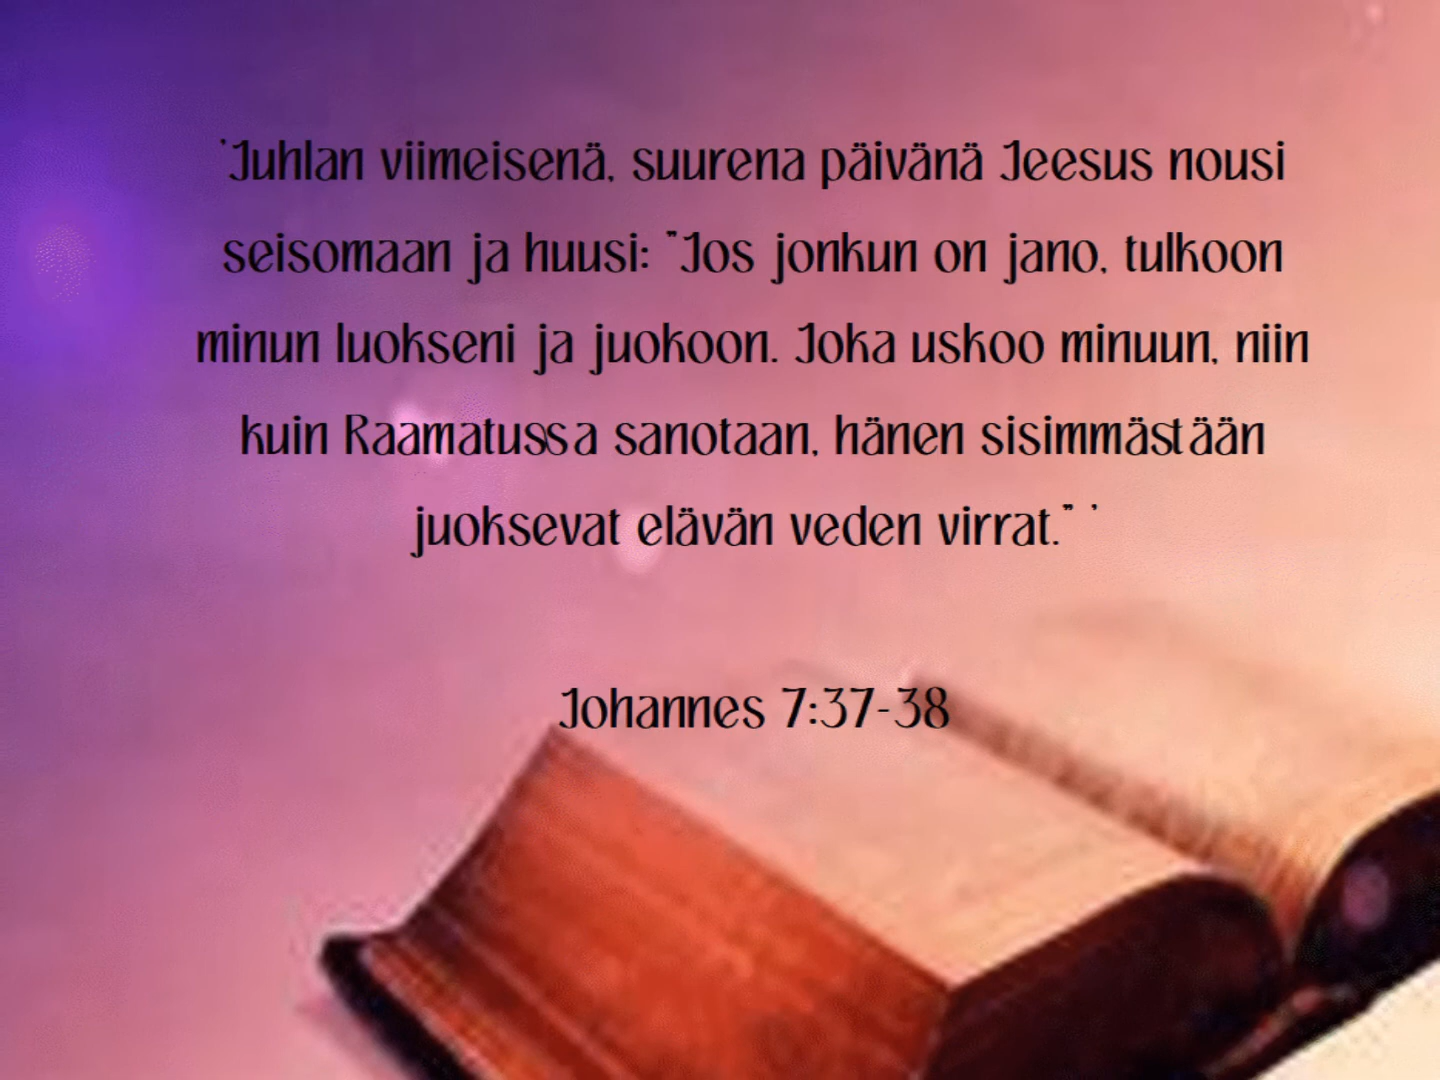 'Juhlan viimeisenä, suurena päivänä Jeesus nousi
seisomaan ja huusi: "Jos jonkun on jano, tulkoon
minun luokseni ja juokoon. Joka uskoo minuun, niin
kuin Raamatussa sanotaan, hänen sisimmästään
juoksevat elävän veden virrat." '
Johannes 7:37-38